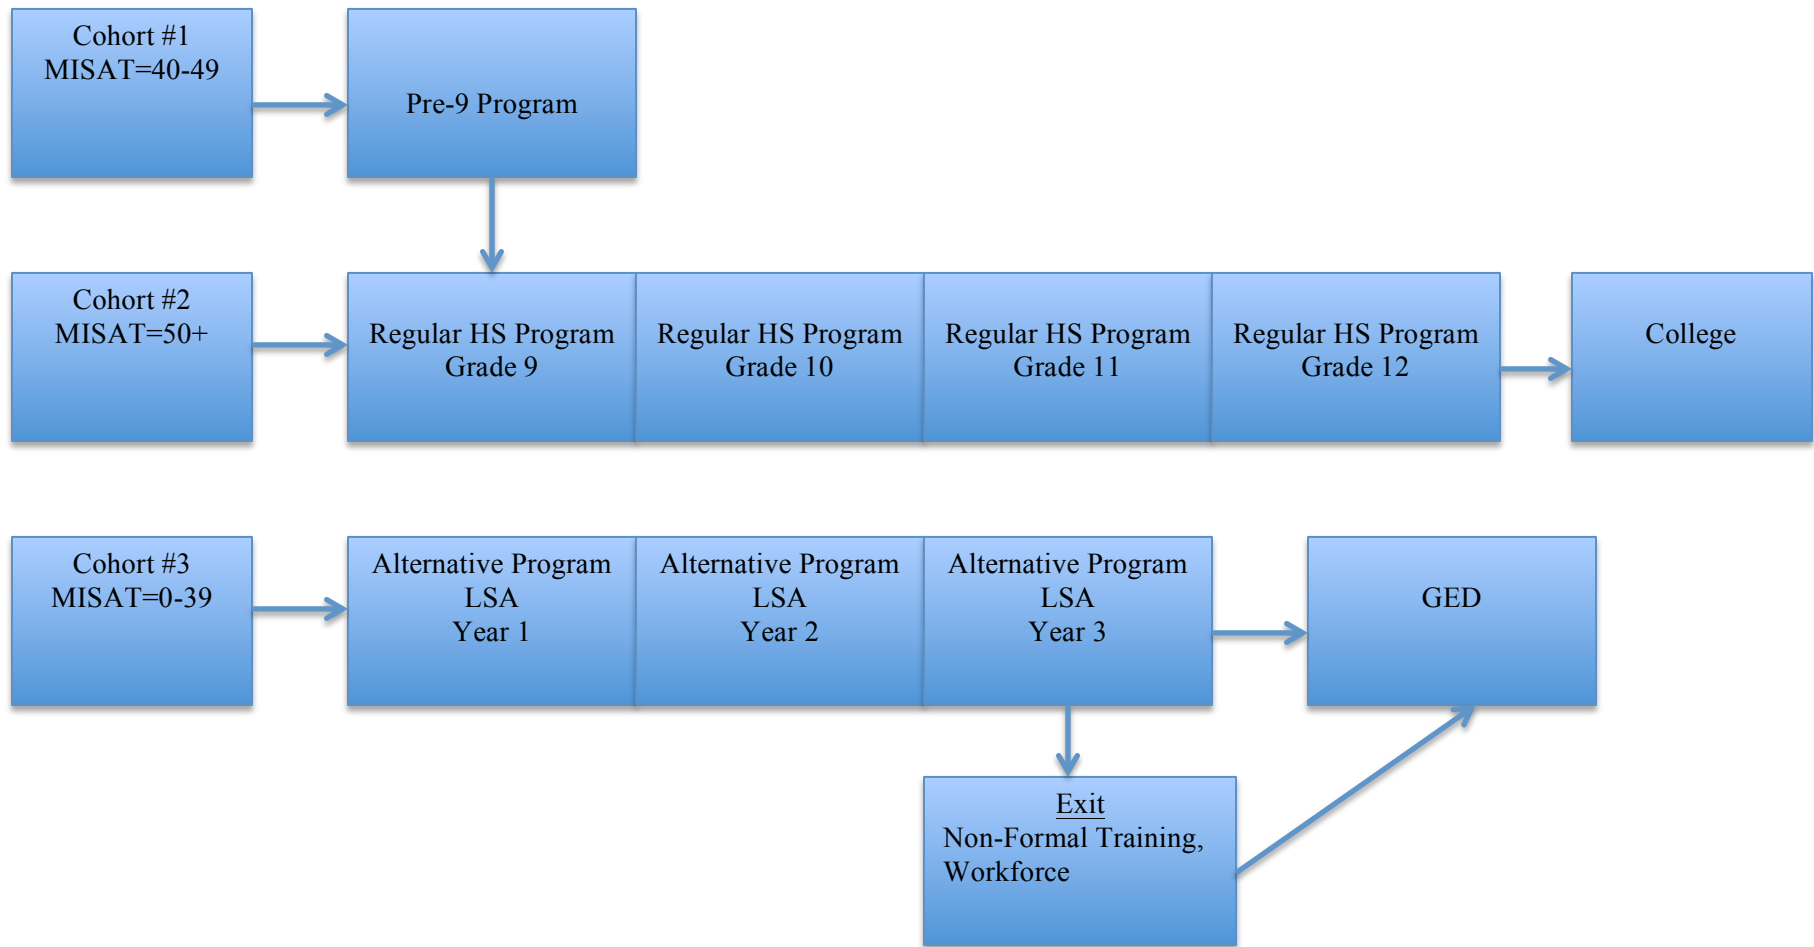 Cohort #1
MISAT=40-49
Pre-9 Program
Cohort #2
MISAT=50+
Regular HS Program
Grade 9
Regular HS Program
Grade 10
Regular HS Program
Grade 11
Regular HS Program
Grade 12
College
Cohort #3
MISAT=0-39
Alternative Program
LSA
Year 1
Alternative Program
LSA
Year 2
Alternative Program
LSA
Year 3
GED
Exit
Non-Formal Training,
Workforce